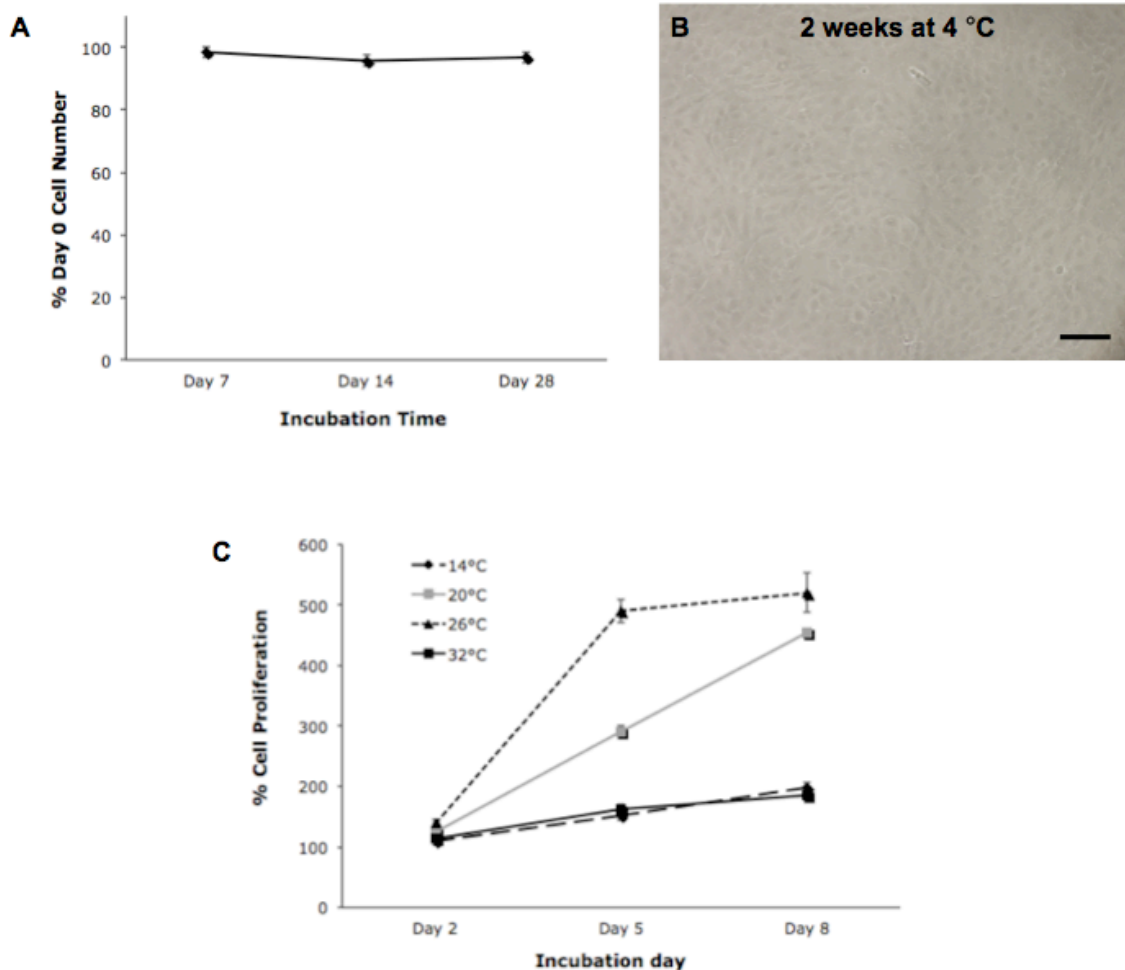 A
100
80
60
40
20
0
% Day 0 Cell Number
Day 7 Day 14 Day 28
Incubation Time
B 2 weeks at 4 °C
C
600
500
400
300
200
100
0
% Cell Proliferation
14°C
20°C
26°C
32°C
Day 2 Day 5 Day 8
Incubation day